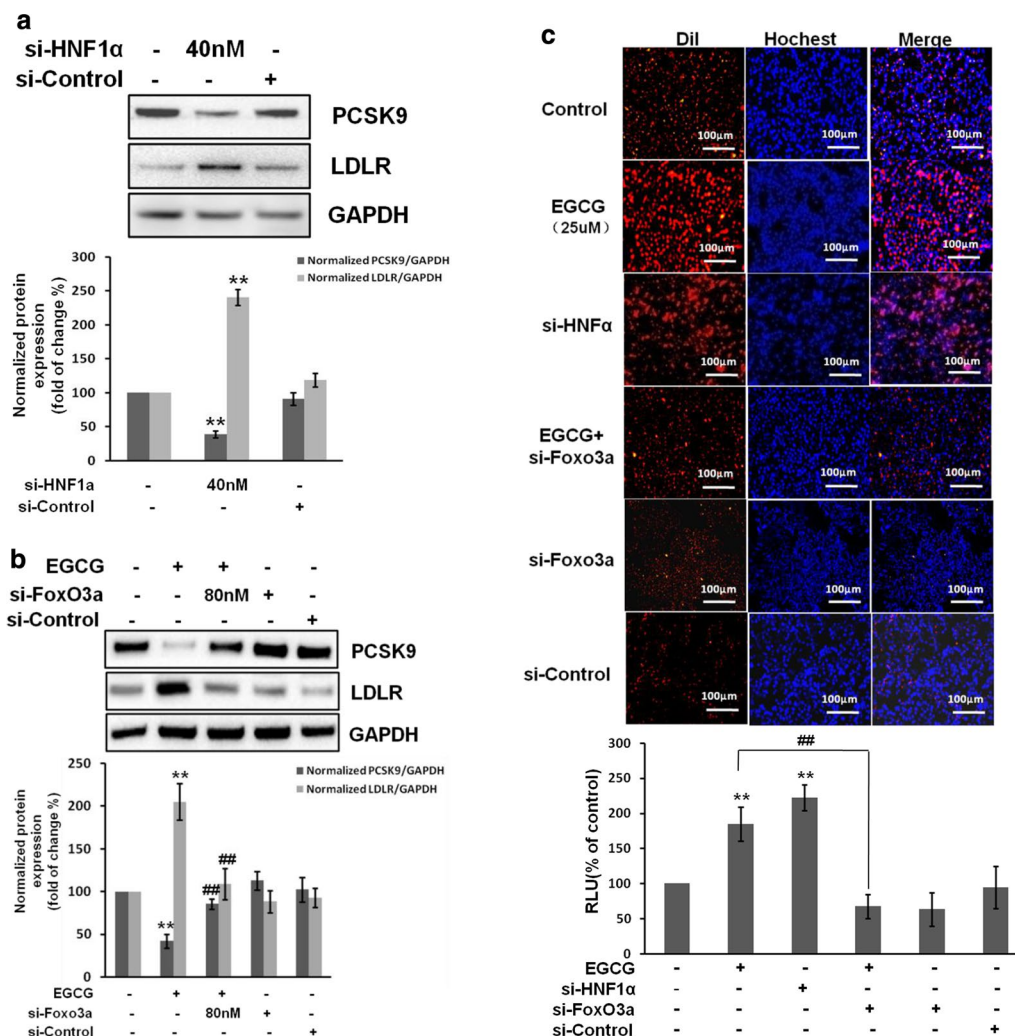 a
si-HNF1α - 40nM -
si-Control - - +
PCSK9
LDLR
GAPDH
Normalized PCSK9/GAPDH
Normalized LDLR/GAPDH
Normalized protein
expression
(fold of change %)
300
250
200
150
100
50
0
**
**
si-HNF1a - 40nM -
si-Control - - +
b
EGCG - + + - -
si-FoxO3a - - 80nM + -
si-Control - - - - +
PCSK9
LDLR
GAPDH
Normalized PCSK9/GAPDH
Normalized LDLR/GAPDH
Normalized protein
expression
(fold of change %)
250
200
150
100
50
0
**
**
##
##
EGCG - + + - -
si-Foxo3a - - 80nM + -
si-Control - - - - +
c
Dil Hochest Merge
Control
100μm 100μm 100μm
EGCG
(25uM)
100μm 100μm 100μm
si-HNFα
100μm 100μm 100μm
EGCG+
si-Foxo3a
100μm 100μm 100μm
si-Foxo3a
100μm 100μm 100μm
si-Control
100μm 100μm 100μm
RLU(% of control)
300
250
200
150
100
50
0
##
**
**
EGCG - + - + - -
si-HNF1α - - + - - -
si-FoxO3a - - - + + -
si-Control - - - - - +